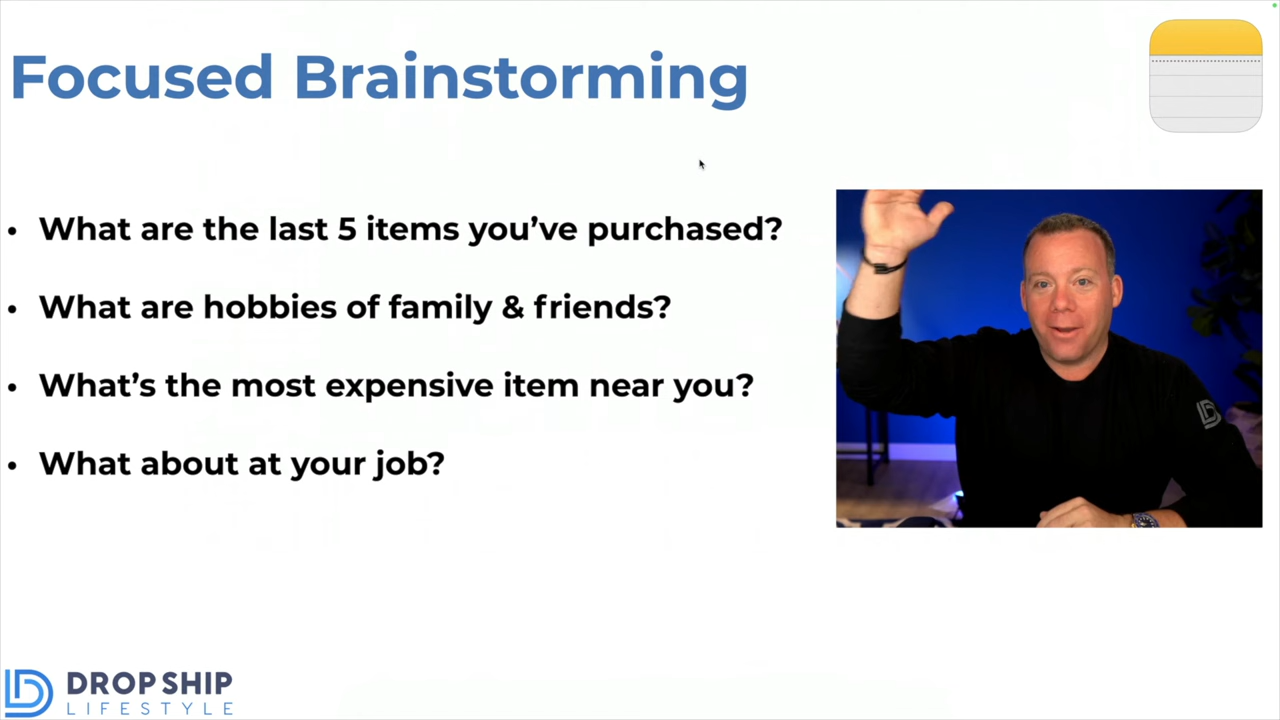 Focused Brainstorming
• What are the last 5 items you’ve purchased?
• What are hobbies of family & friends?
• What’s the most expensive item near you?
• What about at your job?
DROP SHIP
LIFESTYLE